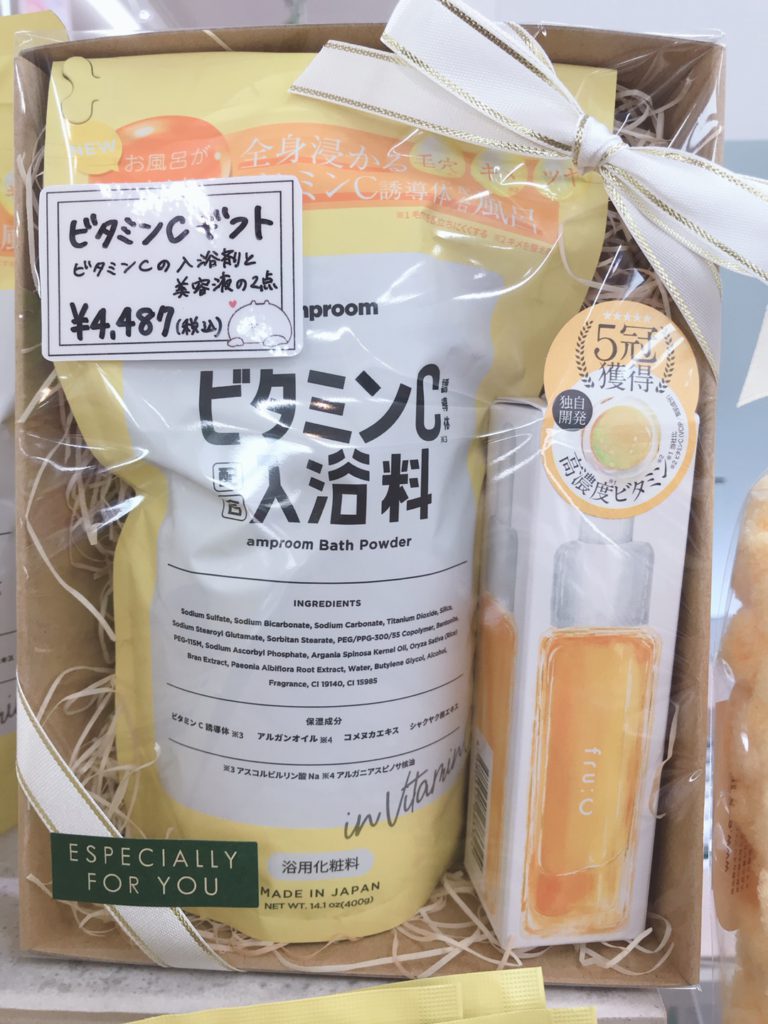 NEW
お風呂が
全身浸かる
毛穴
キ
ツヤ
ミンC誘導体
風呂
ビタミンCギフト
ビタミンCの入浴剤と
美容液の2点
¥4,487(税込)
mproom
ビタミンC誘導体※3
配合
入浴料
amproom Bath Powder
INGREDIENTS
Sodium Sulfate, Sodium Bicarbonate, Sodium Carbonate, Titanium Dioxide, Silica,
Sodium Stearoyl Glutamate, Sorbitan Stearate, PEG/PPG-300/55 Copolymer, Bentonite,
PEG-115M, Sodium Ascorbyl Phosphate, Argania Spinosa Kernel Oil, Oryza Sativa (Rice)
Bran Extract, Paeonia Albiflora Root Extract, Water, Butylene Glycol, Alcohol,
Fragrance, CI 19140, CI 15985
保湿成分
ビタミンC誘導体※3 アルガンオイル※4 コメヌカエキス シャクヤク根エキス
※3 アスコルビルリン酸Na ※4 アルガニアスピノサ核油
in Vitamin
浴用化粧料
MADE IN JAPAN
NET WT. 14.1oz(400g)
ESPECIALLY
FOR YOU
5冠
獲得
独自
開発
高濃度ビタミン
fru:C